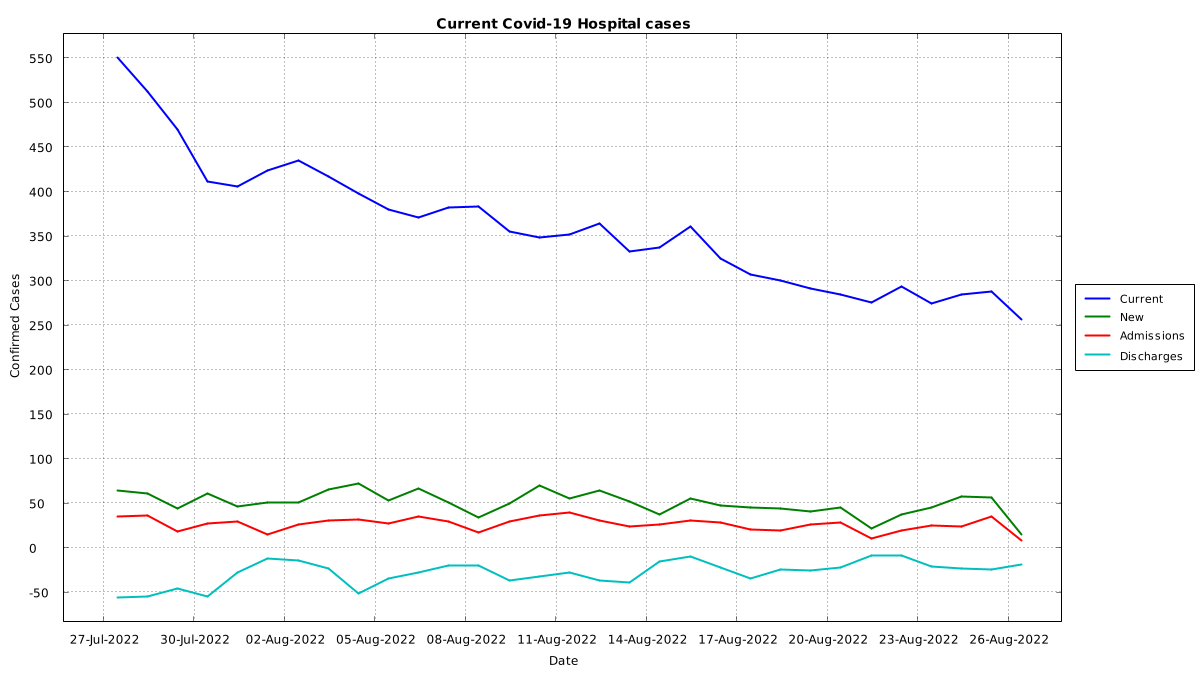 Current Covid-19 Hospital cases
550
500
450
400
350
300
250
200
150
100
50
0
-50
Confirmed Cases
27-Jul-2022 30-Jul-2022 02-Aug-2022 05-Aug-2022 08-Aug-2022 11-Aug-2022 14-Aug-2022 17-Aug-2022 20-Aug-2022 23-Aug-2022 26-Aug-2022
Date
Current
New
Admissions
Discharges